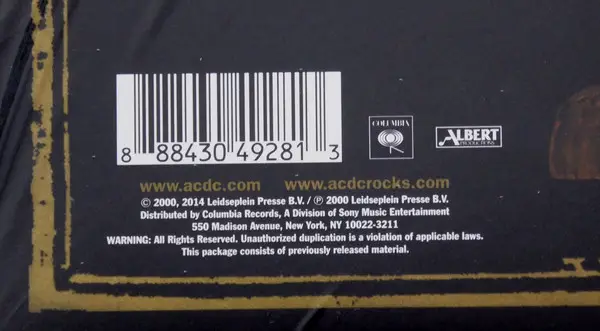 COLUMBIA
ALBERT
PRODUCTIONS
8 88430 49281 3
www.acdc.com www.acdcrocks.com
© 2000, 2014 Leidseplein Presse B.V. / ℗ 2000 Leidseplein Presse B.V.
Distributed by Columbia Records, A Division of Sony Music Entertainment
550 Madison Avenue, New York, NY 10022-3211
WARNING: All Rights Reserved. Unauthorized duplication is a violation of applicable laws.
This package consists of previously released material.